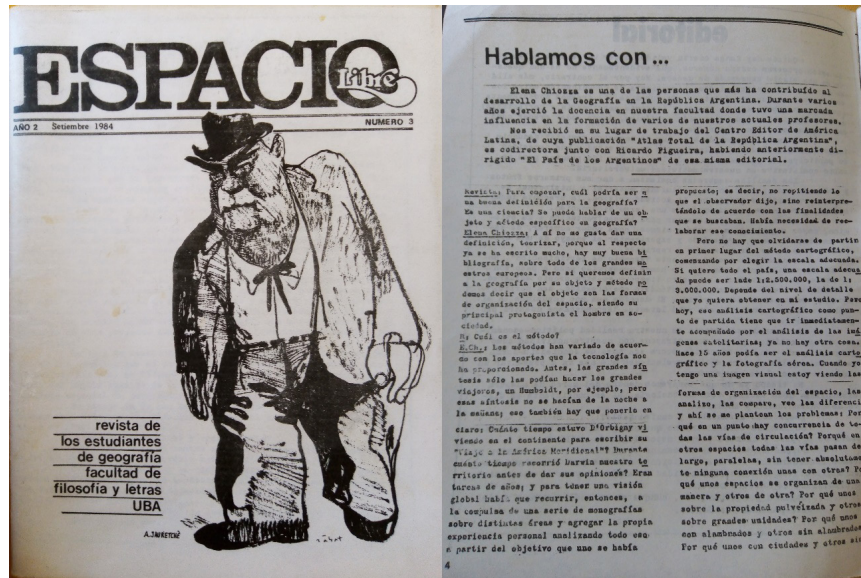 ESPACIO
Libre
AÑO 2 Setiembre 1984 NUMERO 3
revista de
los estudiantes
de geografía
facultad de
filosofía y letras
UBA
A.JAURETCHE
Hablamos con...
Elena Chiozza es una de las personas que más ha contribuído al
desarrollo de la Geografía en la República Argentina. Durante varios
años ejerció la docencia en nuestra facultad donde tuvo una marcada
influencia en la formación de varios de nuestros actuales profesores.
Nos recibió en su lugar de trabajo del Centro Editor de América
Latina, de cuya publicación "Atlas Total de la República Argentina",
es codirectora junto con Ricardo Figueira, habiendo anteriormente di-
rigido "El País de los Argentinos" de esa misma editorial.
Revista: Para empezar, cuál podría ser u
na buena definición para la geografía?
Es una ciencia? Se puede hablar de un ob
jeto y método específico en geografía?
Elena Chiozza: A mí no me gusta dar una
definición, teorizar, porque al respecto
ya se ha escrito mucho, hay muy buena bi
bliografía, sobre todo de los grandes ma
estros europeos. Pero si queremos definir
a la geografía por su objeto y método po
demos decir que el objeto son las formas
de organización del espacio, siendo su
principal protagonista el hombre en so-
ciedad.
R: Cuál es el método?
E.Ch.: Los métodos han variado de acuer-
do con los aportes que la tecnología nos
ha proporcionado. Antes, las grandes sín
tesis sólo las podían hacer los grandes
viajeros, un Humboldt, por ejemplo, pero
esas síntesis no se hacían de la noche a
la mañana; eso también hay que ponerlo en
claro: Cuánto tiempo estuvo D'Orbigny vi
viendo en el continente para escribir su
"Viaje a la América Meridional"? Durante
cuánto tiempo recorrió Darwin nuestro te
rritorio antes de dar sus opiniones? Eran
tareas de años; y para tener una visión
global había que recurrir, entonces, a
la compulsa de una serie de monografías
sobre distintas áreas y agregar la propia
experiencia personal analizando todo eso
a partir del objetivo que uno se había
propuesto; es decir, no repitiendo lo
que el observador dijo, sino reinterpre-
tándolo de acuerdo con las finalidades
que se buscaban. Había necesidad de ree-
laborar ese conocimiento.
Pero no hay que olvidarse de partir
en primer lugar del método cartográfico,
comenzando por elegir la escala adecuada.
Si quiero todo el país, una escala adecua
da puede ser la de 1:2.500.000, la de 1:
5.000.000. Depende del nivel de detalle
que yo quiera obtener en mi estudio. Pero
hoy, ese análisis cartográfico como pun-
to de partida tiene que ir inmediatamen-
te acompañado por el análisis de las imá
genes satelitarias; ya no hay otra cosa.
Hace 15 años podía ser el análisis carto
gráfico y la fotografía aérea. Cuando yo
tengo una imagen visual estoy viendo las
formas de organización del espacio, las
analizo, las comparo, veo las diferenci
y ahí se me plantean los problemas: Por
qué en un punto hay concurrencia de to-
das las vías de circulación? Porqué en
otros espacios todas las vías pasan de
largo, paralelas, sin tener absolutame
te ninguna conexión unas con otras? Po
qué unos espacios se organizan de una
manera y otros de otra? Por qué unos
sobre la propiedad pulverizada y otros
sobre grandes unidades? Por qué unos
con alambrados y otros sin alambrados
Por qué unos con ciudades y otros sin
4